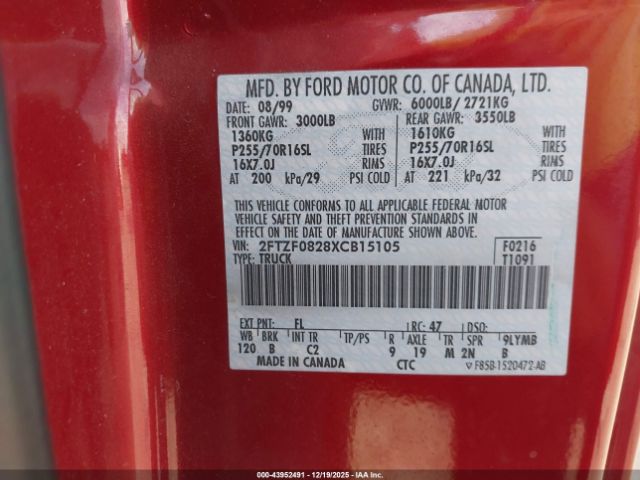 MFD. BY FORD MOTOR CO. OF CANADA, LTD.
DATE: 08/99 GVWR: 6000LB/ 2721KG
FRONT GAWR: 3000LB REAR GAWR: 3550LB
1360KG WITH 1610KG WITH
P255/70R16SL TIRES P255/70R16SL TIRES
16X7.0J RIMS 16X7.0J RIMS
AT 200 kPa/29 PSI COLD AT 221 kPa/32 PSI COLD
THIS VEHICLE CONFORMS TO ALL APPLICABLE FEDERAL MOTOR
VEHICLE SAFETY AND THEFT PREVENTION STANDARDS IN
EFFECT ON THE DATE OF MANUFACTURE SHOWN ABOVE.
VIN: 2FTZF0828XCB15105 F0216
TYPE: TRUCK T1091
EXT PNT: FL RC: 47 DSO:
WB BRK INT TR TP/PS R AXLE TR SPR 9LYMB
120 B C2 9 19 M 2N B
MADE IN CANADA CTC F85B-1520472-AB
000-43952491 - 12/19/2025 - IAAI.com